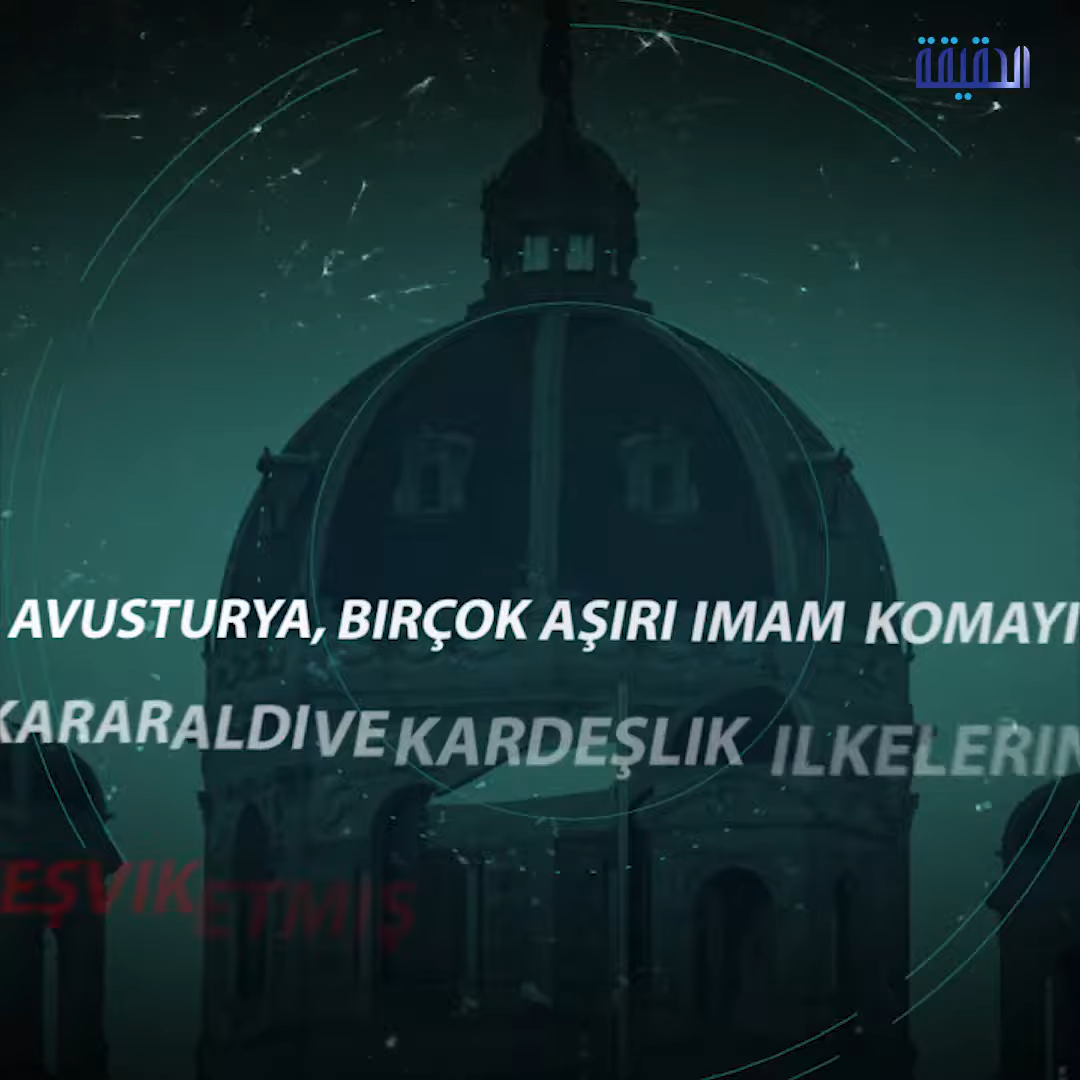 الحقيقة
AVUSTURYA, BIRÇOK AŞIRI IMAM KOMAYI
KARARALDIVE KARDEŞLIK ILKELERIN
EŞVIK ETMIŞ